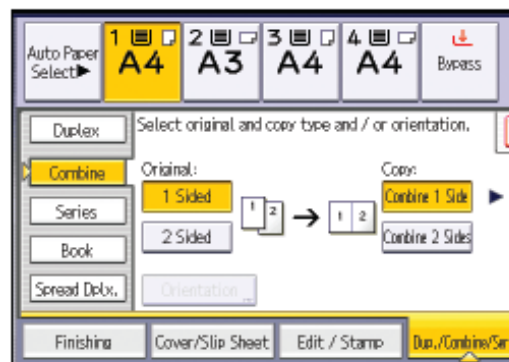 Auto Paper
Select▶
1
A4
2
A3
3
A4
4
A4
Bypass
Select original and copy type and / or orientation.
Duplex
Combine
Series
Book
Spread Dplx.
Original:
1 Sided
2 Sided
Orientation
1 2 → 1 2
Copy:
Combine 1 Side
Combine 2 Sides
Finishing
Cover/Slip Sheet
Edit / Stamp
Dup./Combine/Ser